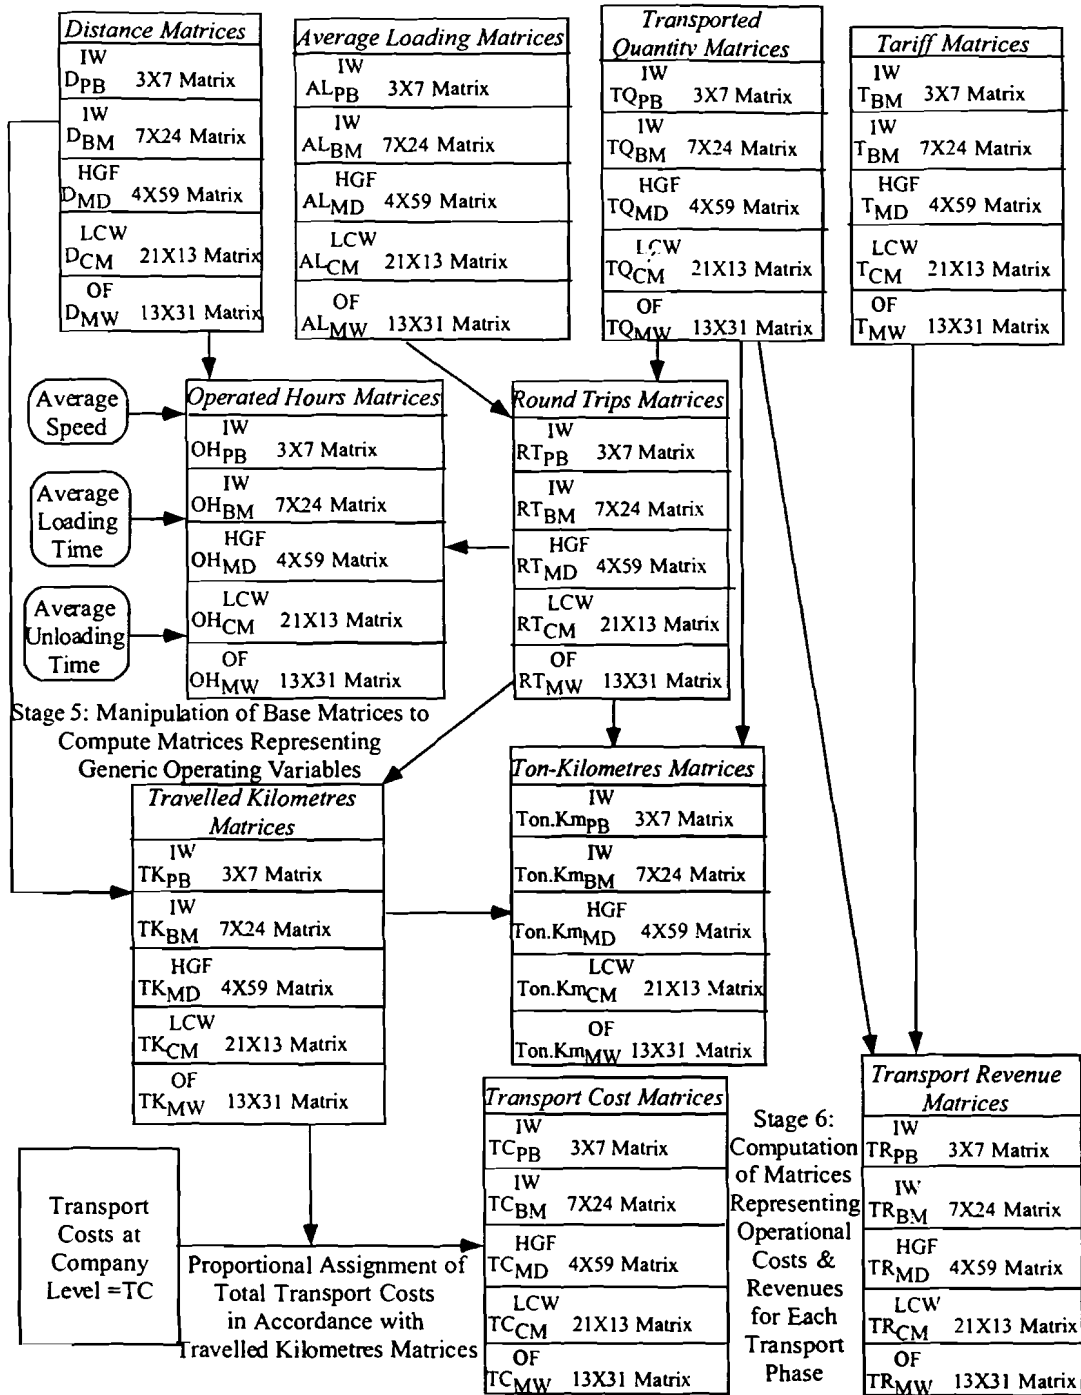 Distance Matrices
IW
DPB 3X7 Matrix
IW
DBM 7X24 Matrix
HGF
DMD 4X59 Matrix
LCW
DCM 21X13 Matrix
OF
DMW 13X31 Matrix
Average Loading Matrices
IW
ALPB 3X7 Matrix
IW
ALBM 7X24 Matrix
HGF
ALMD 4X59 Matrix
LCW
ALCM 21X13 Matrix
OF
ALMW 13X31 Matrix
Transported
Quantity Matrices
IW
TQPB 3X7 Matrix
IW
TQBM 7X24 Matrix
HGF
TQMD 4X59 Matrix
LCW
TQCM 21X13 Matrix
OF
TQMW 13X31 Matrix
Tariff Matrices
IW
TBM 3X7 Matrix
IW
TBM 7X24 Matrix
HGF
TMD 4X59 Matrix
LCW
TCM 21X13 Matrix
OF
TMW 13X31 Matrix
Average
Speed
Average
Loading
Time
Average
Unloading
Time
Operated Hours Matrices
IW
OHPB 3X7 Matrix
IW
OHBM 7X24 Matrix
HGF
OHMD 4X59 Matrix
LCW
OHCM 21X13 Matrix
OF
OHMW 13X31 Matrix
Round Trips Matrices
IW
RTPB 3X7 Matrix
IW
RTBM 7X24 Matrix
HGF
RTMD 4X59 Matrix
LCW
RTCM 21X13 Matrix
OF
RTMW 13X31 Matrix
Stage 5: Manipulation of Base Matrices to
Compute Matrices Representing
Generic Operating Variables
Travelled Kilometres
Matrices
IW
TKPB 3X7 Matrix
IW
TKBM 7X24 Matrix
HGF
TKMD 4X59 Matrix
LCW
TKCM 21X13 Matrix
OF
TKMW 13X31 Matrix
Ton-Kilometres Matrices
IW
Ton.KmPB 3X7 Matrix
IW
Ton.KmBM 7X24 Matrix
HGF
Ton.KmMD 4X59 Matrix
LCW
Ton.KmCM 21X13 Matrix
OF
Ton.KmMW 13X31 Matrix
Transport
Costs at
Company
Level =TC
Proportional Assignment of
Total Transport Costs
in Accordance with
Travelled Kilometres Matrices
Transport Cost Matrices
IW
TCPB 3X7 Matrix
IW
TCBM 7X24 Matrix
HGF
TCMD 4X59 Matrix
LCW
TCCM 21X13 Matrix
OF
TCMW 13X31 Matrix
Stage 6:
Computation
of Matrices
Representing
Operational
Costs &
Revenues
for Each
Transport
Phase
Transport Revenue
Matrices
IW
TRPB 3X7 Matrix
IW
TRBM 7X24 Matrix
HGF
TRMD 4X59 Matrix
LCW
TRCM 21X13 Matrix
OF
TRMW 13X31 Matrix